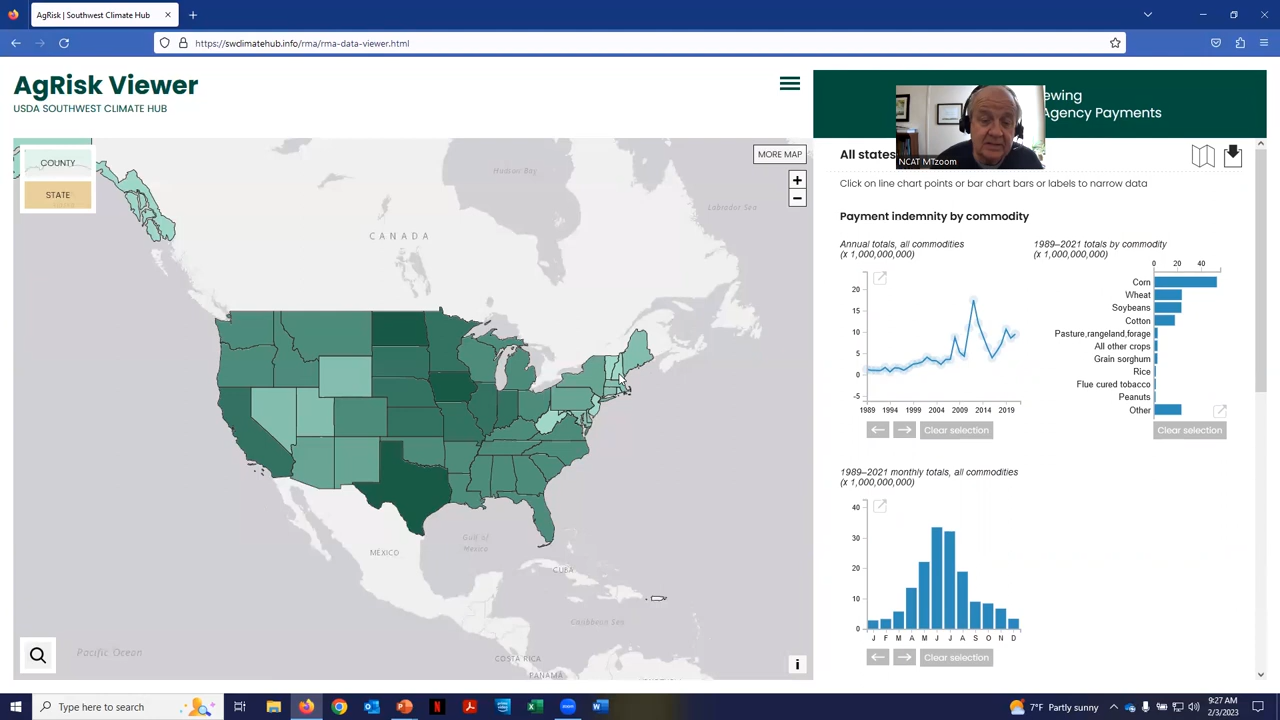 AgRisk | Southwest Climate Hub
https://swclimatehub.info/rma/rma-data-viewer.html
AgRisk Viewer
USDA SOUTHWEST CLIMATE HUB
ewing
Agency Payments
NCAT MTzoom
COUNTY
STATE
MORE MAP
+
−
Hudson Bay
Labrador Sea
CANADA
MÉXICO
Gulf of
Mexico
CUBA
Caribbean Sea
Pacific Ocean
COSTA RICA
PANAMÁ
i
All states
Click on line chart points or bar chart bars or labels to narrow data
Payment indemnity by commodity
Annual totals, all commodities
(x 1,000,000,000)
20
15
10
5
0
-5
1989 1994 1999 2004 2009 2014 2019
Clear selection
1989–2021 totals by commodity
(x 1,000,000,000)
0 20 40
Corn
Wheat
Soybeans
Cotton
Pasture,rangeland,forage
All other crops
Grain sorghum
Rice
Flue cured tobacco
Peanuts
Other
Clear selection
1989–2021 monthly totals, all commodities
(x 1,000,000,000)
40
30
20
10
0
J F M A M J J A S O N D
Clear selection
Type here to search
7°F Partly sunny
9:27 AM
2/3/2023